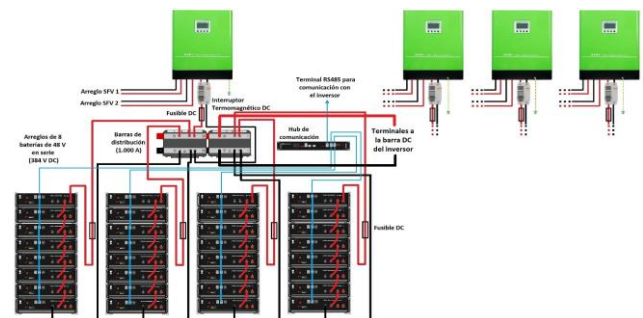 Arreglo SFV 1
Arreglo SFV 2
Fusible DC
Interruptor
Termomagnético DC
Terminal RS485 para
comunicación con
el inversor
Arreglos de 8
baterías de 48 V
en serie
(384 V DC)
Barras de
distribución
(1.000 A)
Hub de
comunicación
Terminales a
la barra DC
del inversor
Fusible DC